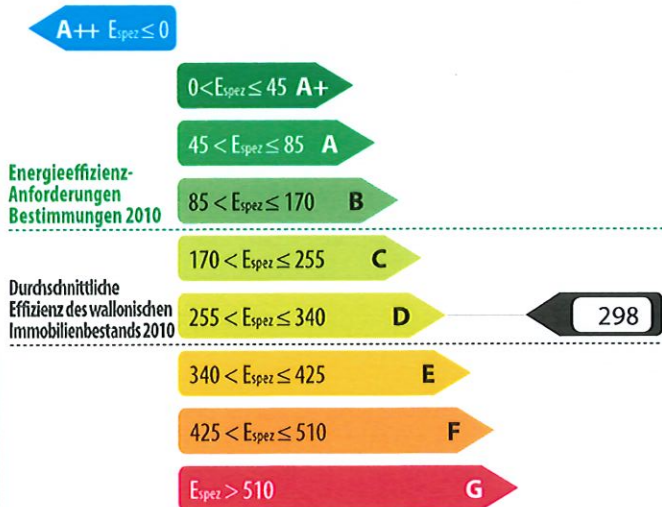 A++ Espez ≤ 0
0 < Espez ≤ 45 A+
45 < Espez ≤ 85 A
Energieeffizienz-
Anforderungen
Bestimmungen 2010
85 < Espez ≤ 170 B
170 < Espez ≤ 255 C
Durchschnittliche
Effizienz des wallonischen
Immobilienbestands 2010
255 < Espez ≤ 340 D
298
340 < Espez ≤ 425 E
425 < Espez ≤ 510 F
Espez > 510 G